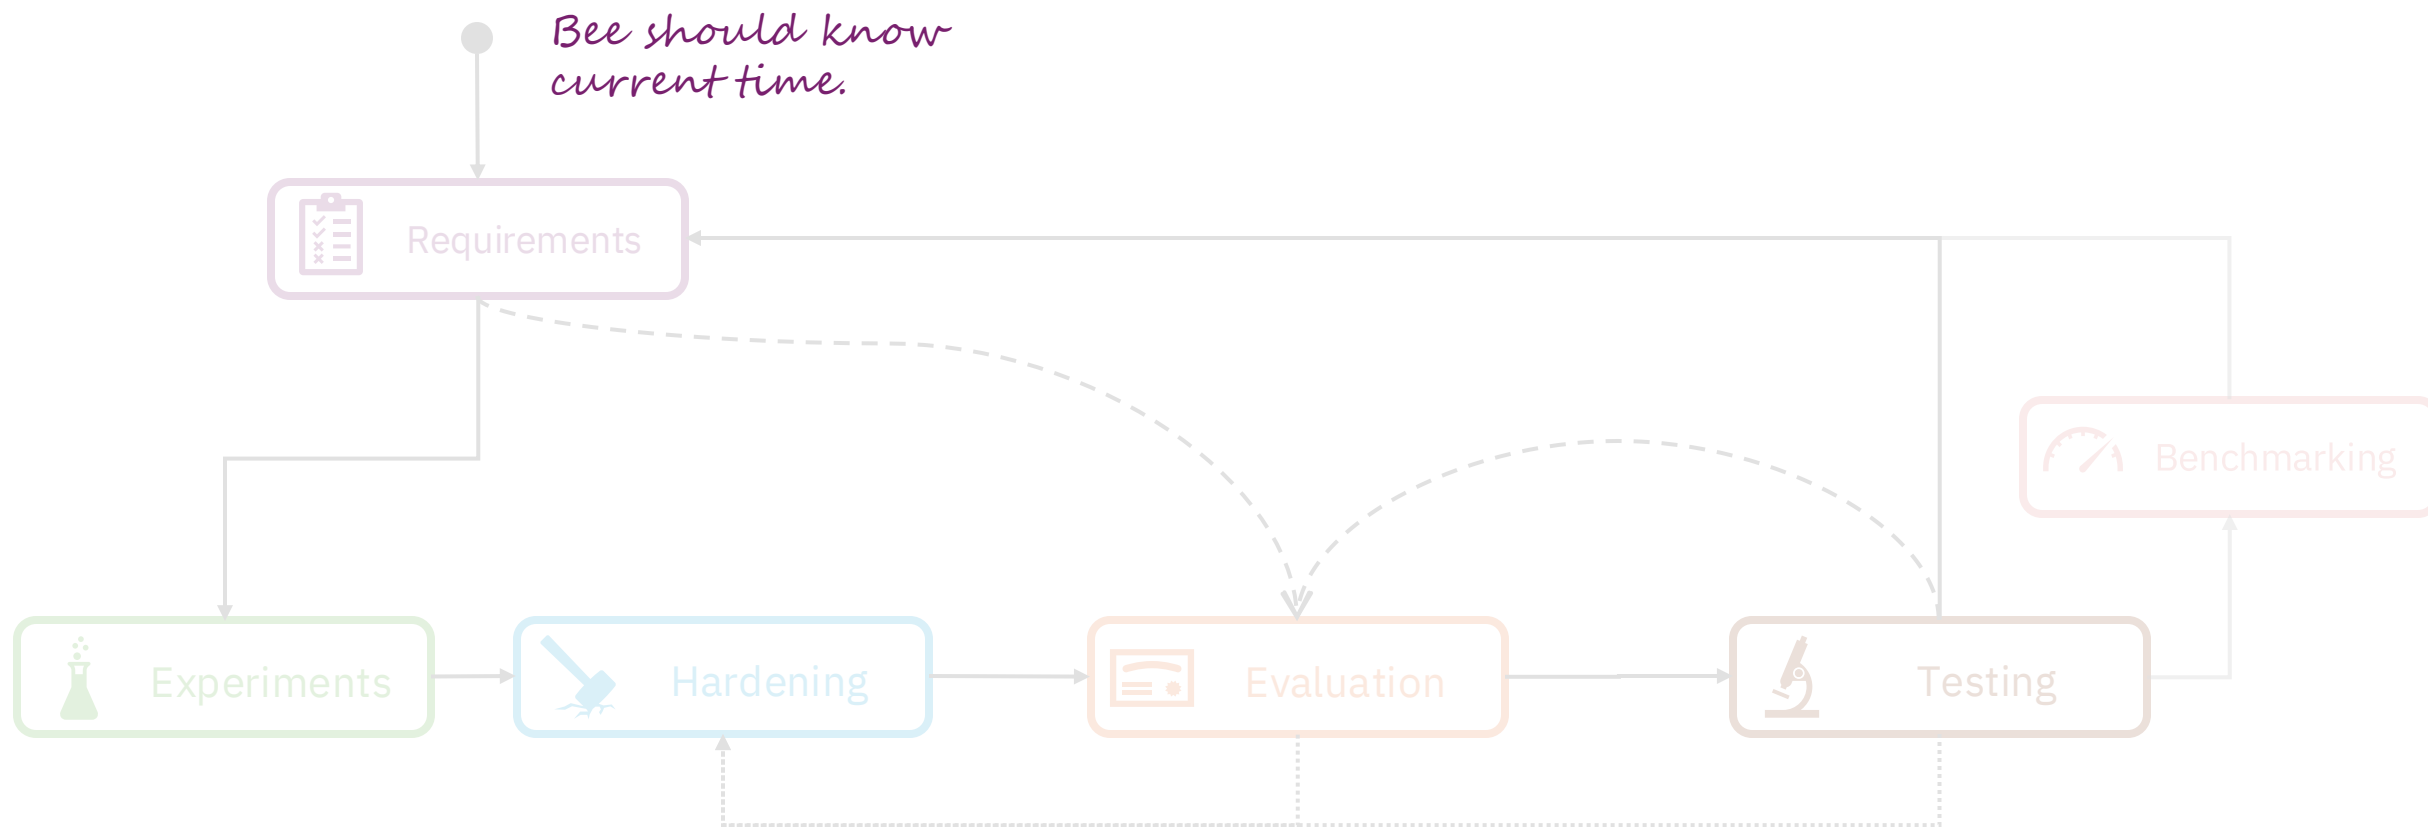 Bee should know
current time.
Requirements
Benchmarking
Experiments
Hardening
Evaluation
Testing